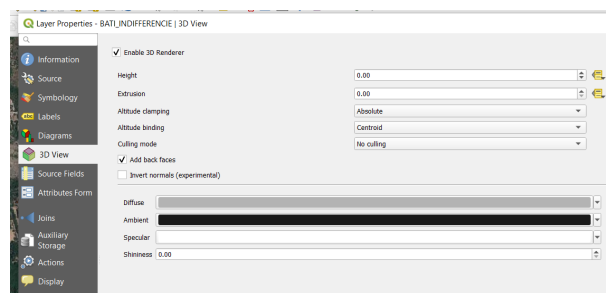 Layer Properties - BATI_INDIFFERENCIE | 3D View
Information
Source
Symbology
abc Labels
Diagrams
3D View
Source Fields
Attributes Form
Joins
Auxiliary
Storage
Actions
Display
Enable 3D Renderer
Height 0.00
Extrusion 0.00
Altitude clamping Absolute
Altitude binding Centroid
Culling mode No culling
Add back faces
Invert normals (experimental)
Diffuse
Ambient
Specular
Shininess 0.00